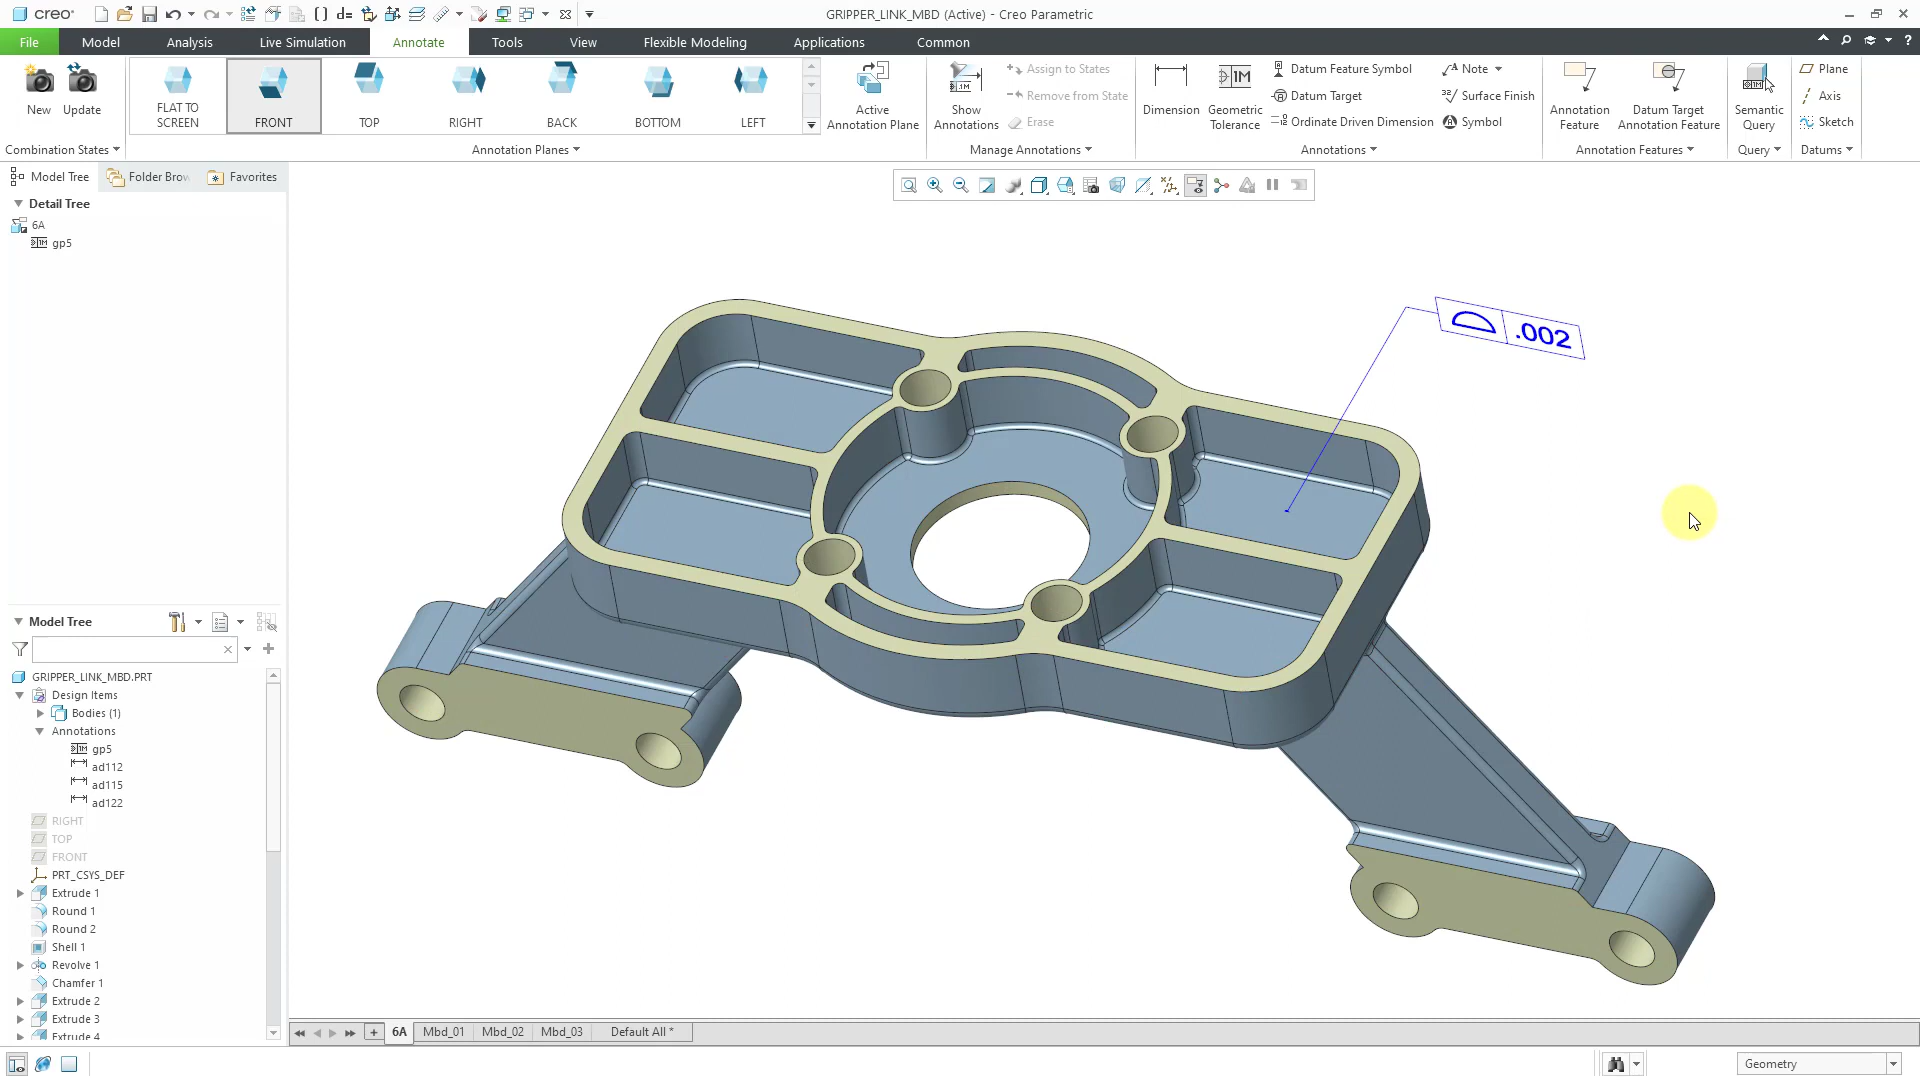 creo
GRIPPER_LINK_MBD (Active) - Creo Parametric
File
Model
Analysis
Live Simulation
Annotate
Tools
View
Flexible Modeling
Applications
Common
New
Update
Combination States
FLAT TO
SCREEN
FRONT
TOP
RIGHT
BACK
BOTTOM
LEFT
Annotation Planes
Active
Annotation Plane
Show
Annotations
Assign to States
Remove from State
Erase
Manage Annotations
Dimension
Geometric
Tolerance
Datum Feature Symbol
Datum Target
Ordinate Driven Dimension
Note
Surface Finish
Symbol
Annotations
Annotation
Feature
Datum Target
Annotation Feature
Annotation Features
Semantic
Query
Query
Plane
Axis
Sketch
Datums
Model Tree
Folder Brow
Favorites
Detail Tree
6A
gp5
.002
Model Tree
GRIPPER_LINK_MBD.PRT
Design Items
Bodies (1)
Annotations
gp5
ad112
ad115
ad122
RIGHT
TOP
FRONT
PRT_CSYS_DEF
Extrude 1
Round 1
Round 2
Shell 1
Revolve 1
Chamfer 1
Extrude 2
Extrude 3
Extrude 4
6A
Mbd_01
Mbd_02
Mbd_03
Default All *
Geometry